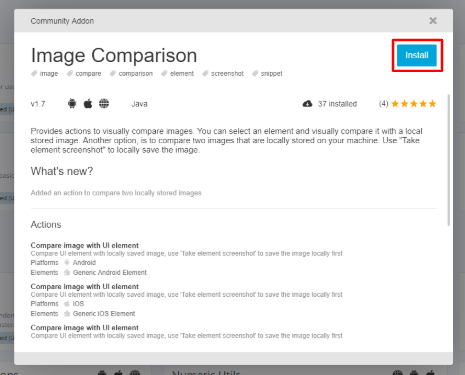 Community Addon
Image Comparison
Install
image compare comparison element screenshot snippet
v1.7 Java 37 installed (4)
Provides actions to visually compare images. You can select an element and visually compare it with a local
stored image. Another option, is to compare two images that are locally stored on your machine. Use "Take
element screenshot" to locally save the image.
What's new?
Added an action to compare two locally stored images
Actions
Compare image with UI element
Compare UI element with locally saved image, use 'Take element screenshot' to save the image locally first
Platforms Android
Elements Generic Android Element
Compare image with UI element
Compare UI element with locally saved image, use 'Take element screenshot' to save the image locally first
Platforms iOS
Elements Generic iOS Element
Compare image with UI element
Compare UI element with locally saved image, use 'Take element screenshot' to save the image locally first
Numeric Utils